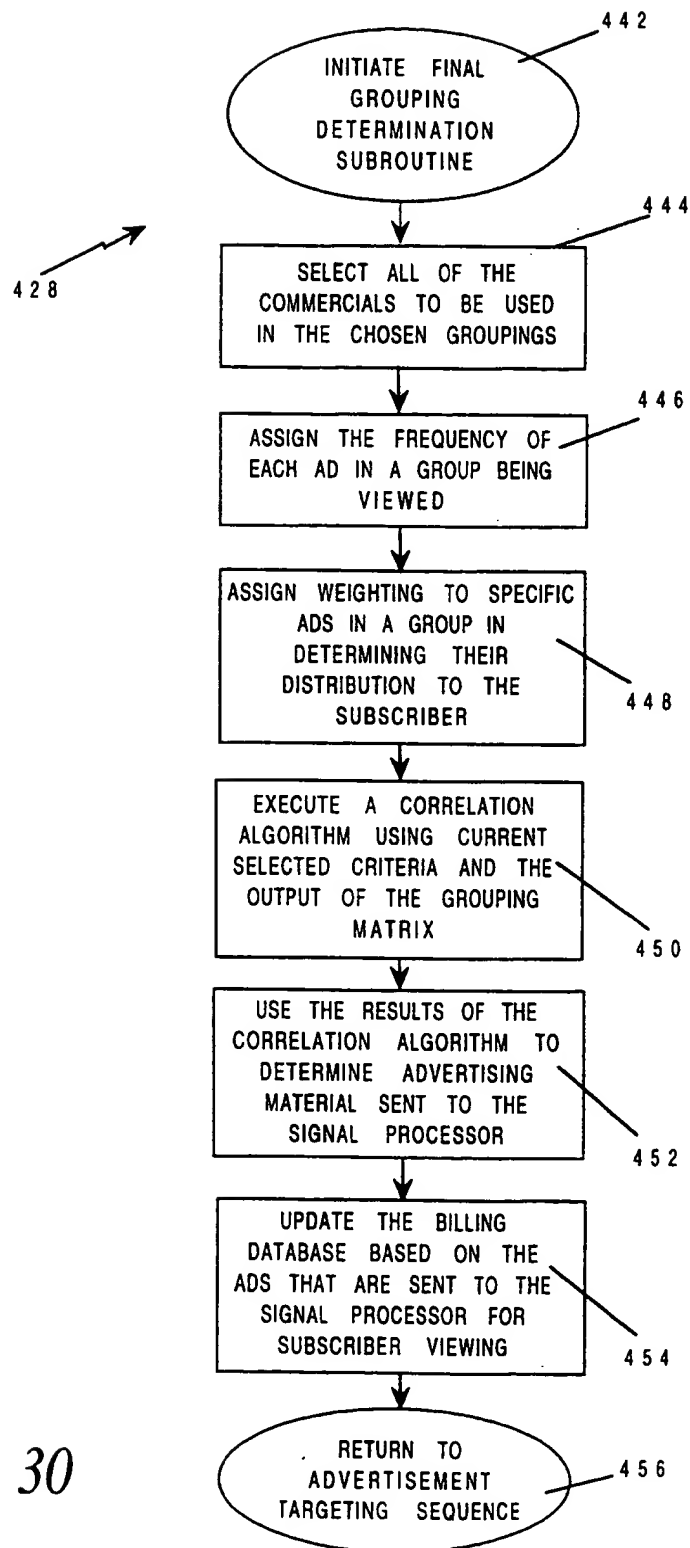 442
INITIATE FINAL
GROUPING
DETERMINATION
SUBROUTINE
428
444
SELECT ALL OF THE
COMMERCIALS TO BE USED
IN THE CHOSEN GROUPINGS
446
ASSIGN THE FREQUENCY OF
EACH AD IN A GROUP BEING
VIEWED
ASSIGN WEIGHTING TO SPECIFIC
ADS IN A GROUP IN
DETERMINING THEIR
DISTRIBUTION TO THE
SUBSCRIBER
448
EXECUTE A CORRELATION
ALGORITHM USING CURRENT
SELECTED CRITERIA AND THE
OUTPUT OF THE GROUPING
MATRIX
450
USE THE RESULTS OF THE
CORRELATION ALGORITHM TO
DETERMINE ADVERTISING
MATERIAL SENT TO THE
SIGNAL PROCESSOR
452
UPDATE THE BILLING
DATABASE BASED ON THE
ADS THAT ARE SENT TO THE
SIGNAL PROCESSOR FOR
SUBSCRIBER VIEWING
454
30
RETURN TO
ADVERTISEMENT
TARGETING SEQUENCE
456